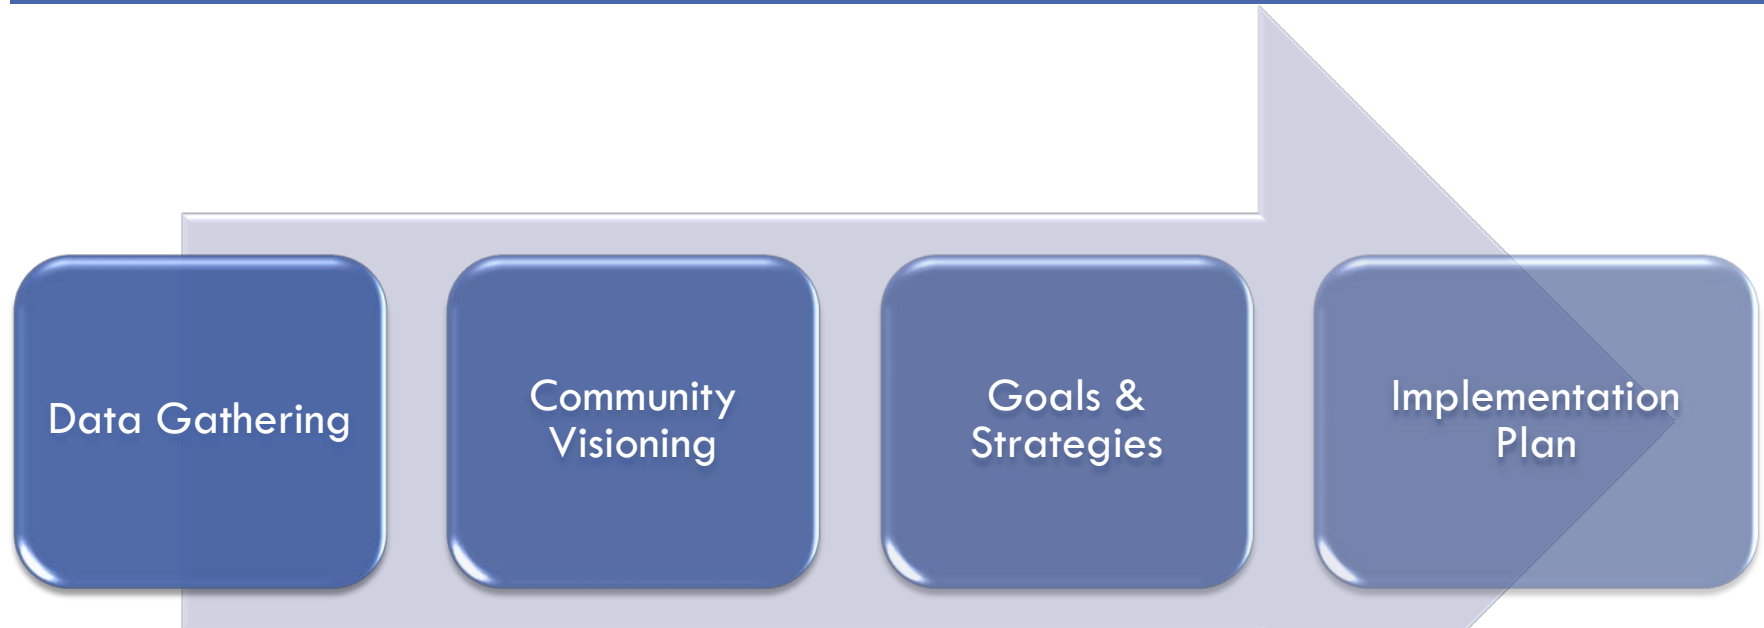 Data Gathering
Community
Visioning
Goals &
Strategies
Implementation
Plan